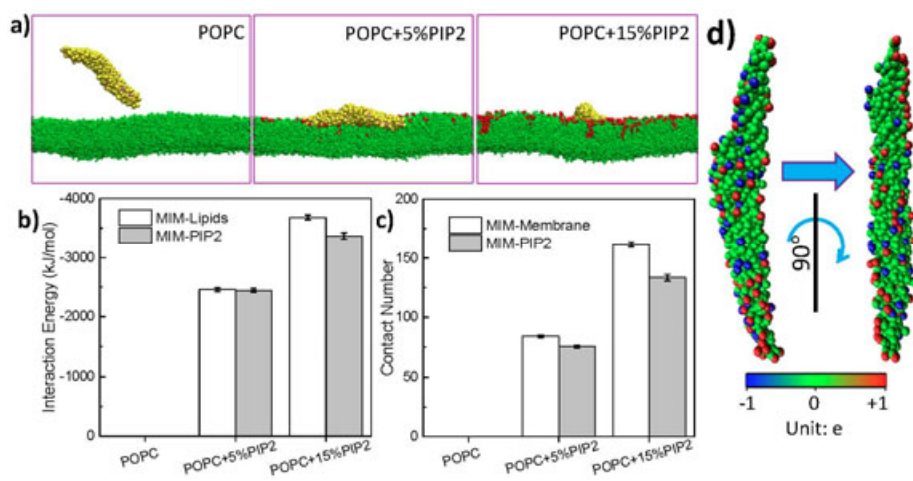 a)
POPC
POPC+5%PIP2
POPC+15%PIP2
d)
b)
Interaction Energy (kJ/mol)
-4000
-3000
-2000
-1000
0
MIM-Lipids
MIM-PIP2
POPC
POPC+5%PIP2
POPC+15%PIP2
c)
Contact Number
200
150
100
50
0
MIM-Membrane
MIM-PIP2
POPC
POPC+5%PIP2
POPC+15%PIP2
90°
-1
0
+1
Unit: e